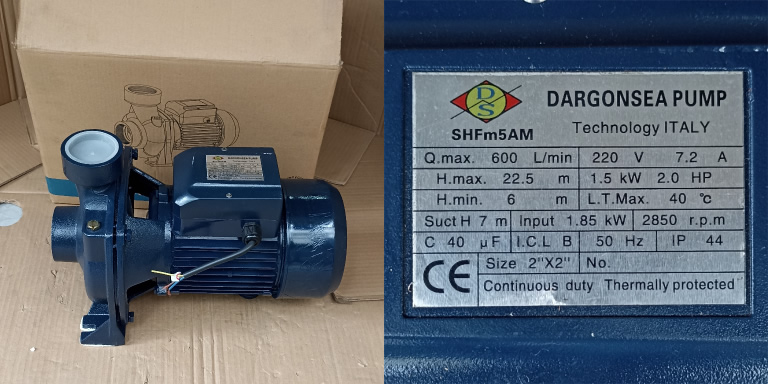 D
S
SHFm5AM
DARGONSEA PUMP
Technology ITALY
Q.max. 600 L/min 220 V 7.2 A
H.max. 22.5 m 1.5 kW 2.0 HP
H.min. 6 m L.T.Max. 40 ℃
Suct H 7 m Input 1.85 kW 2850 r.p.m
C 40 µF I.C.L B 50 Hz IP 44
CE Size 2"X2" No.
Continuous duty Thermally protected